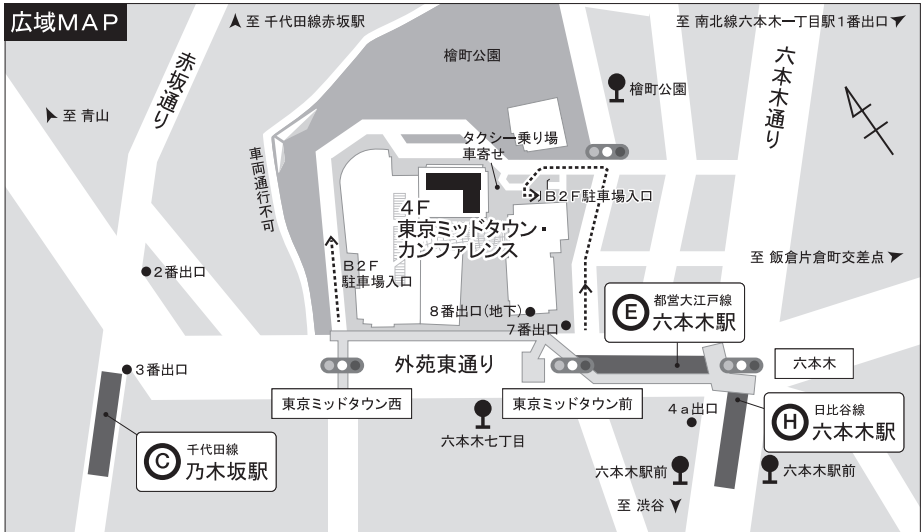 広域MAP
至 千代田線赤坂駅
至 南北線六本木一丁目駅1番出口
赤坂通り
檜町公園
六本木通り
檜町公園
至 青山
タクシー乗り場
車寄せ
車両通行不可
B2F駐車場入口
4F
東京ミッドタウン・
カンファレンス
B2F
駐車場入口
至 飯倉片倉町交差点
2番出口
8番出口(地下)
7番出口
E
都営大江戸線
六本木駅
3番出口
外苑東通り
六本木
東京ミッドタウン西
東京ミッドタウン前
4a出口
H
日比谷線
六本木駅
C
千代田線
乃木坂駅
六本木七丁目
六本木駅前
六本木駅前
至 渋谷